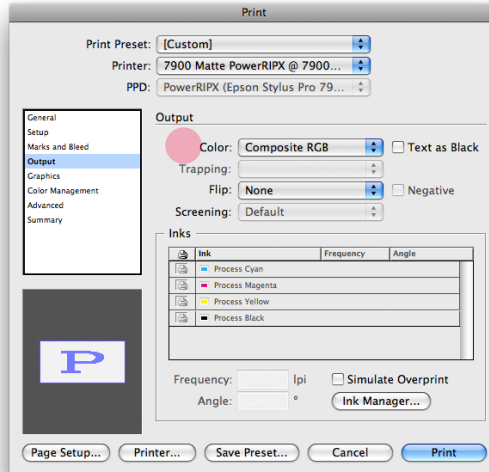 Print
Print Preset: [Custom]
Printer: 7900 Matte PowerRIPX @ 7900...
PPD: PowerRIPX (Epson Stylus Pro 79...
General
Setup
Marks and Bleed
Output
Graphics
Color Management
Advanced
Summary
Output
Color: Composite RGB Text as Black
Trapping:
Flip: None Negative
Screening: Default
Inks
Ink Frequency Angle
Process Cyan
Process Magenta
Process Yellow
Process Black
P
Frequency: lpi Simulate Overprint
Angle: ° Ink Manager...
Page Setup... Printer... Save Preset... Cancel Print